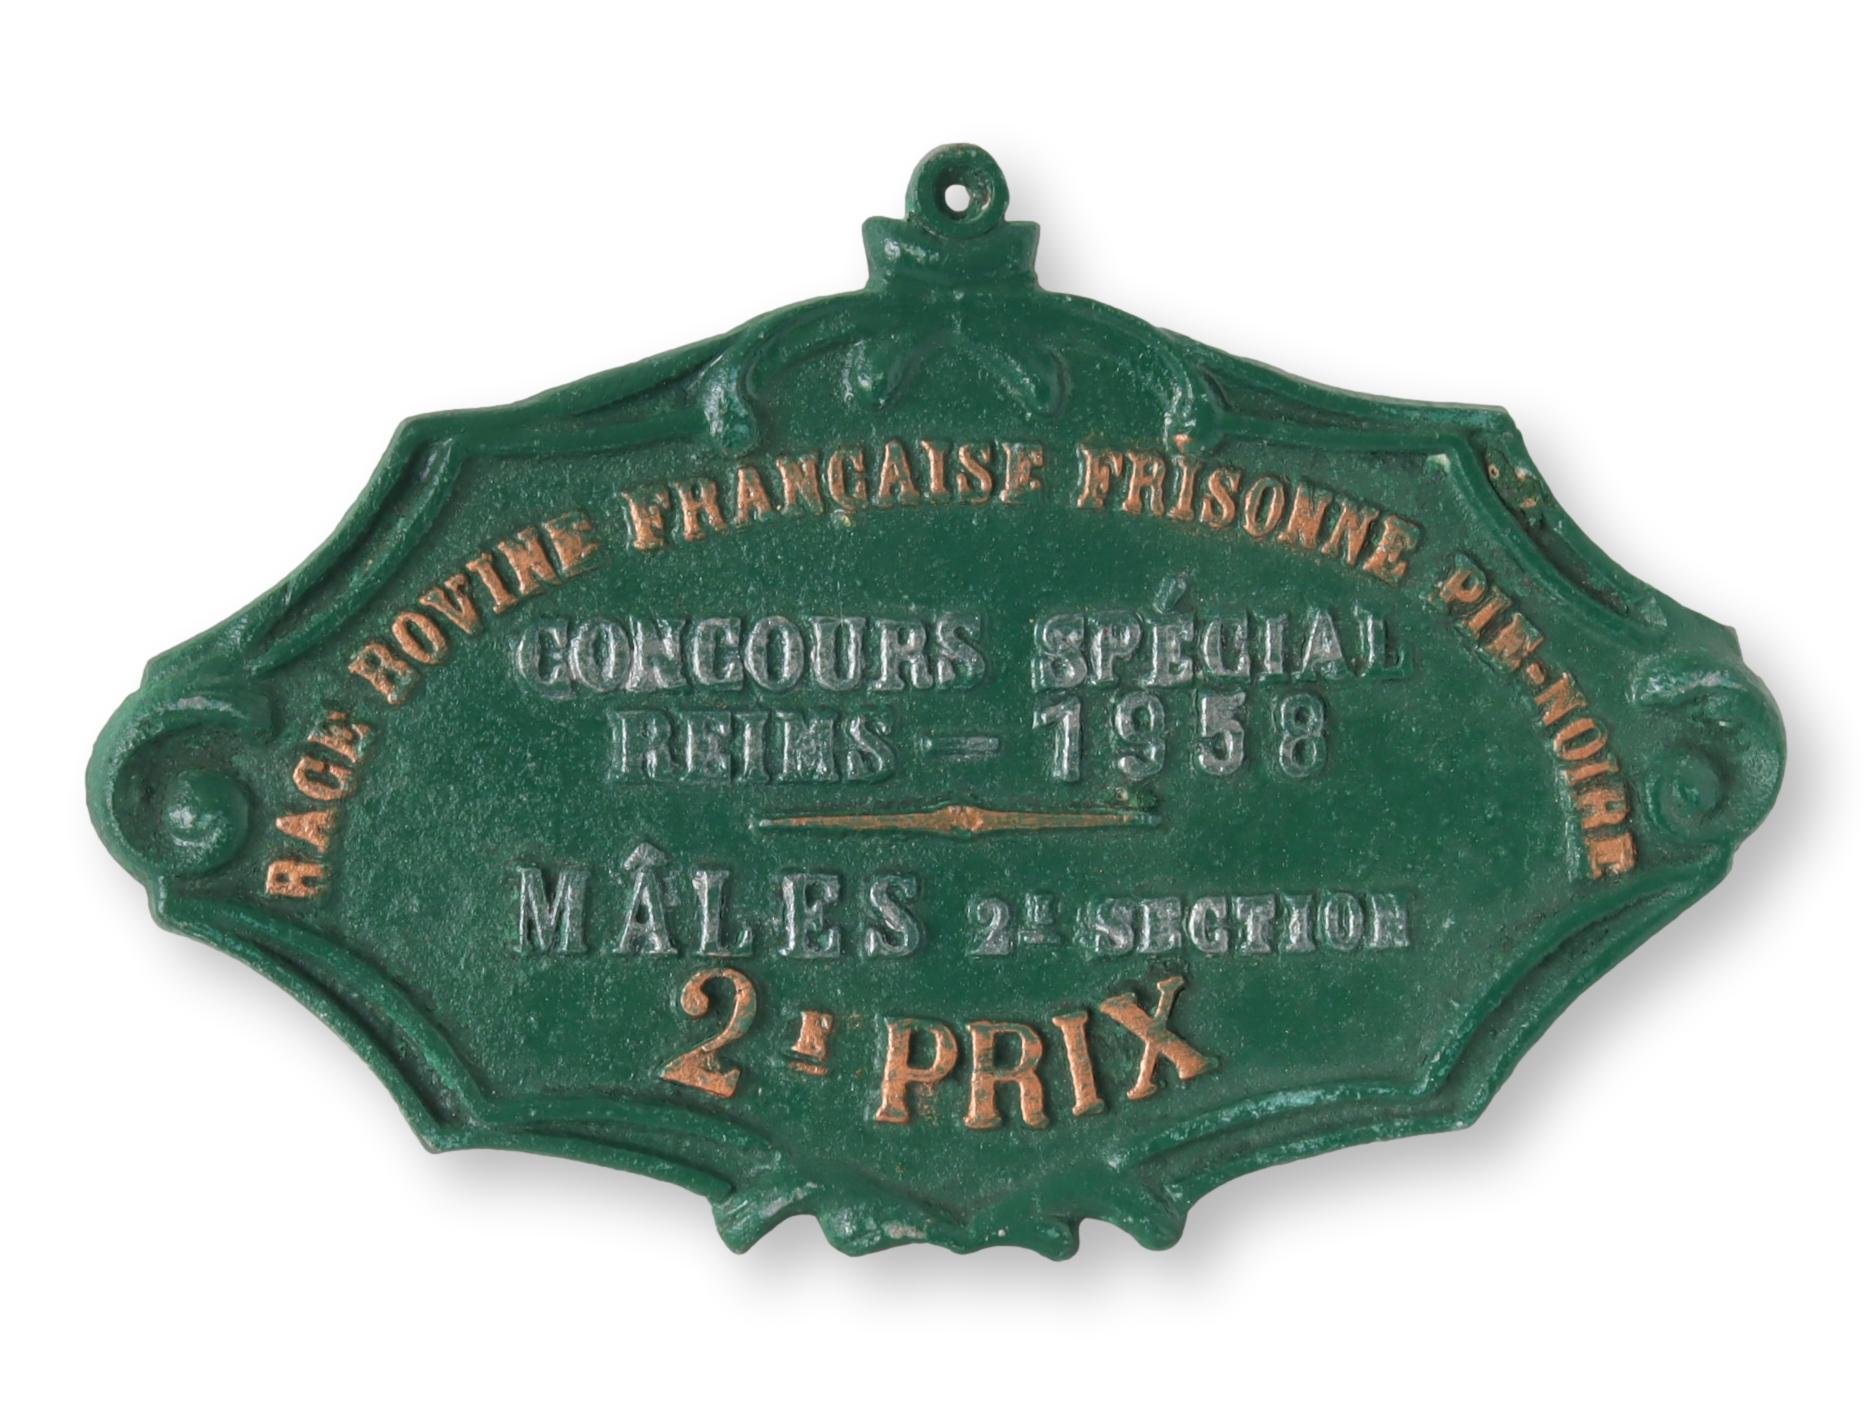 RACE BOVINE FRANÇAISE FRISONNE PIE-NOIRE
CONCOURS SPÉCIAL
REIMS - 1958
MÂLES 2E SECTION
2E PRIX